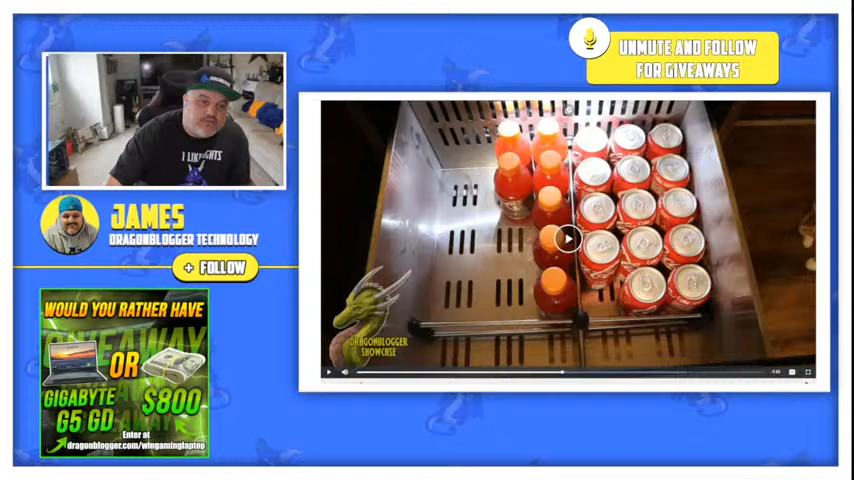 UNMUTE AND FOLLOW
FOR GIVEAWAYS
JAMES
DRAGONBLOGGER TECHNOLOGY
+ FOLLOW
WOULD YOU RATHER HAVE
GIVEAWAY
OR
GIGABYTE
G5 GD
$800
Enter at
dragonblogger.com/wingaminglaptop
DRAGONBLOGGER
SHOWCASE